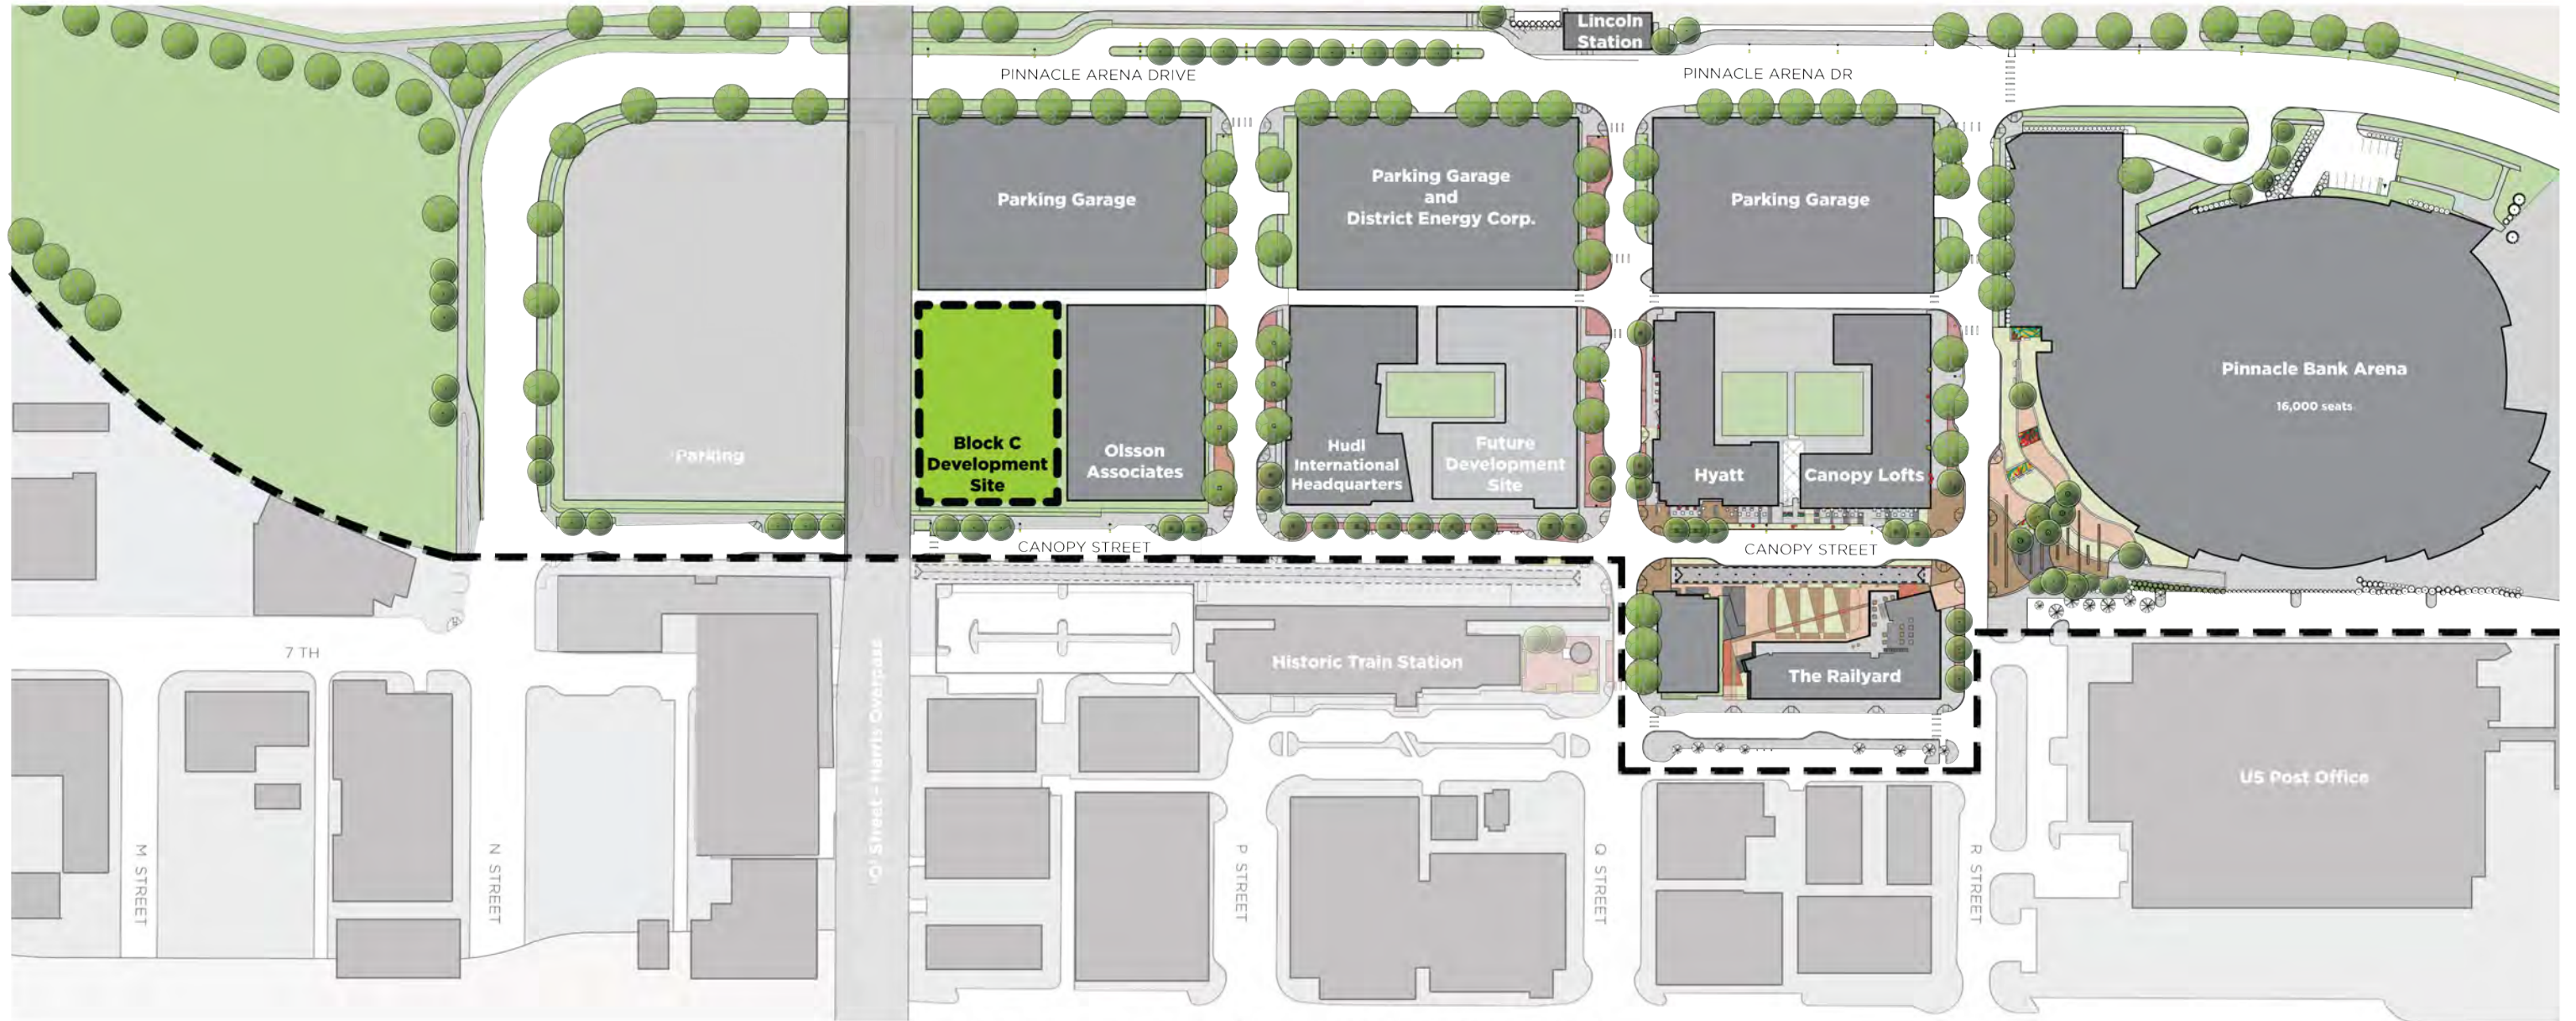 Lincoln
Station
PINNACLE ARENA DRIVE
PINNACLE ARENA DR
Parking Garage
Parking Garage
and
District Energy Corp.
Parking Garage
Pinnacle Bank Arena
16,000 seats
Parking
Block C
Development
Site
Olsson
Associates
Hudl
International
Headquarters
Future
Development
Site
Hyatt
Canopy Lofts
CANOPY STREET
CANOPY STREET
7 TH
Historic Train Station
The Railyard
US Post Office
M STREET
N STREET
'O' Street - Harris Overpass
P STREET
Q STREET
R STREET